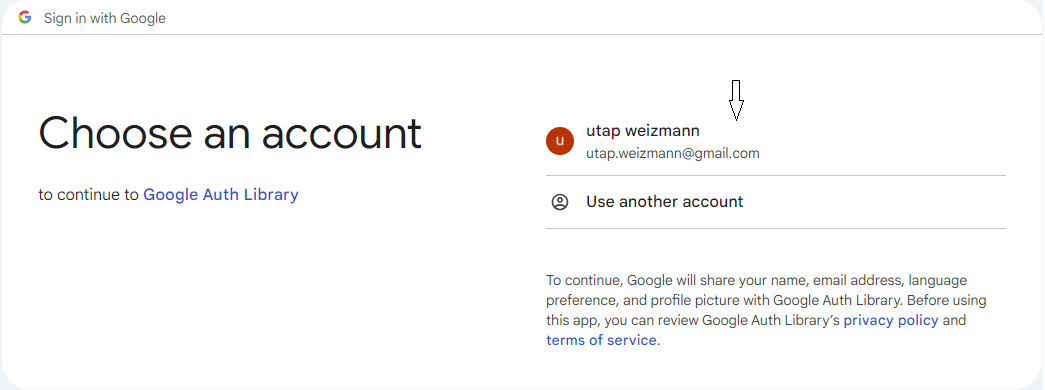 Sign in with Google
Choose an account
to continue to Google Auth Library
u
utap weizmann
utap.weizmann@gmail.com
Use another account
To continue, Google will share your name, email address, language
preference, and profile picture with Google Auth Library. Before using
this app, you can review Google Auth Library’s privacy policy and
terms of service.